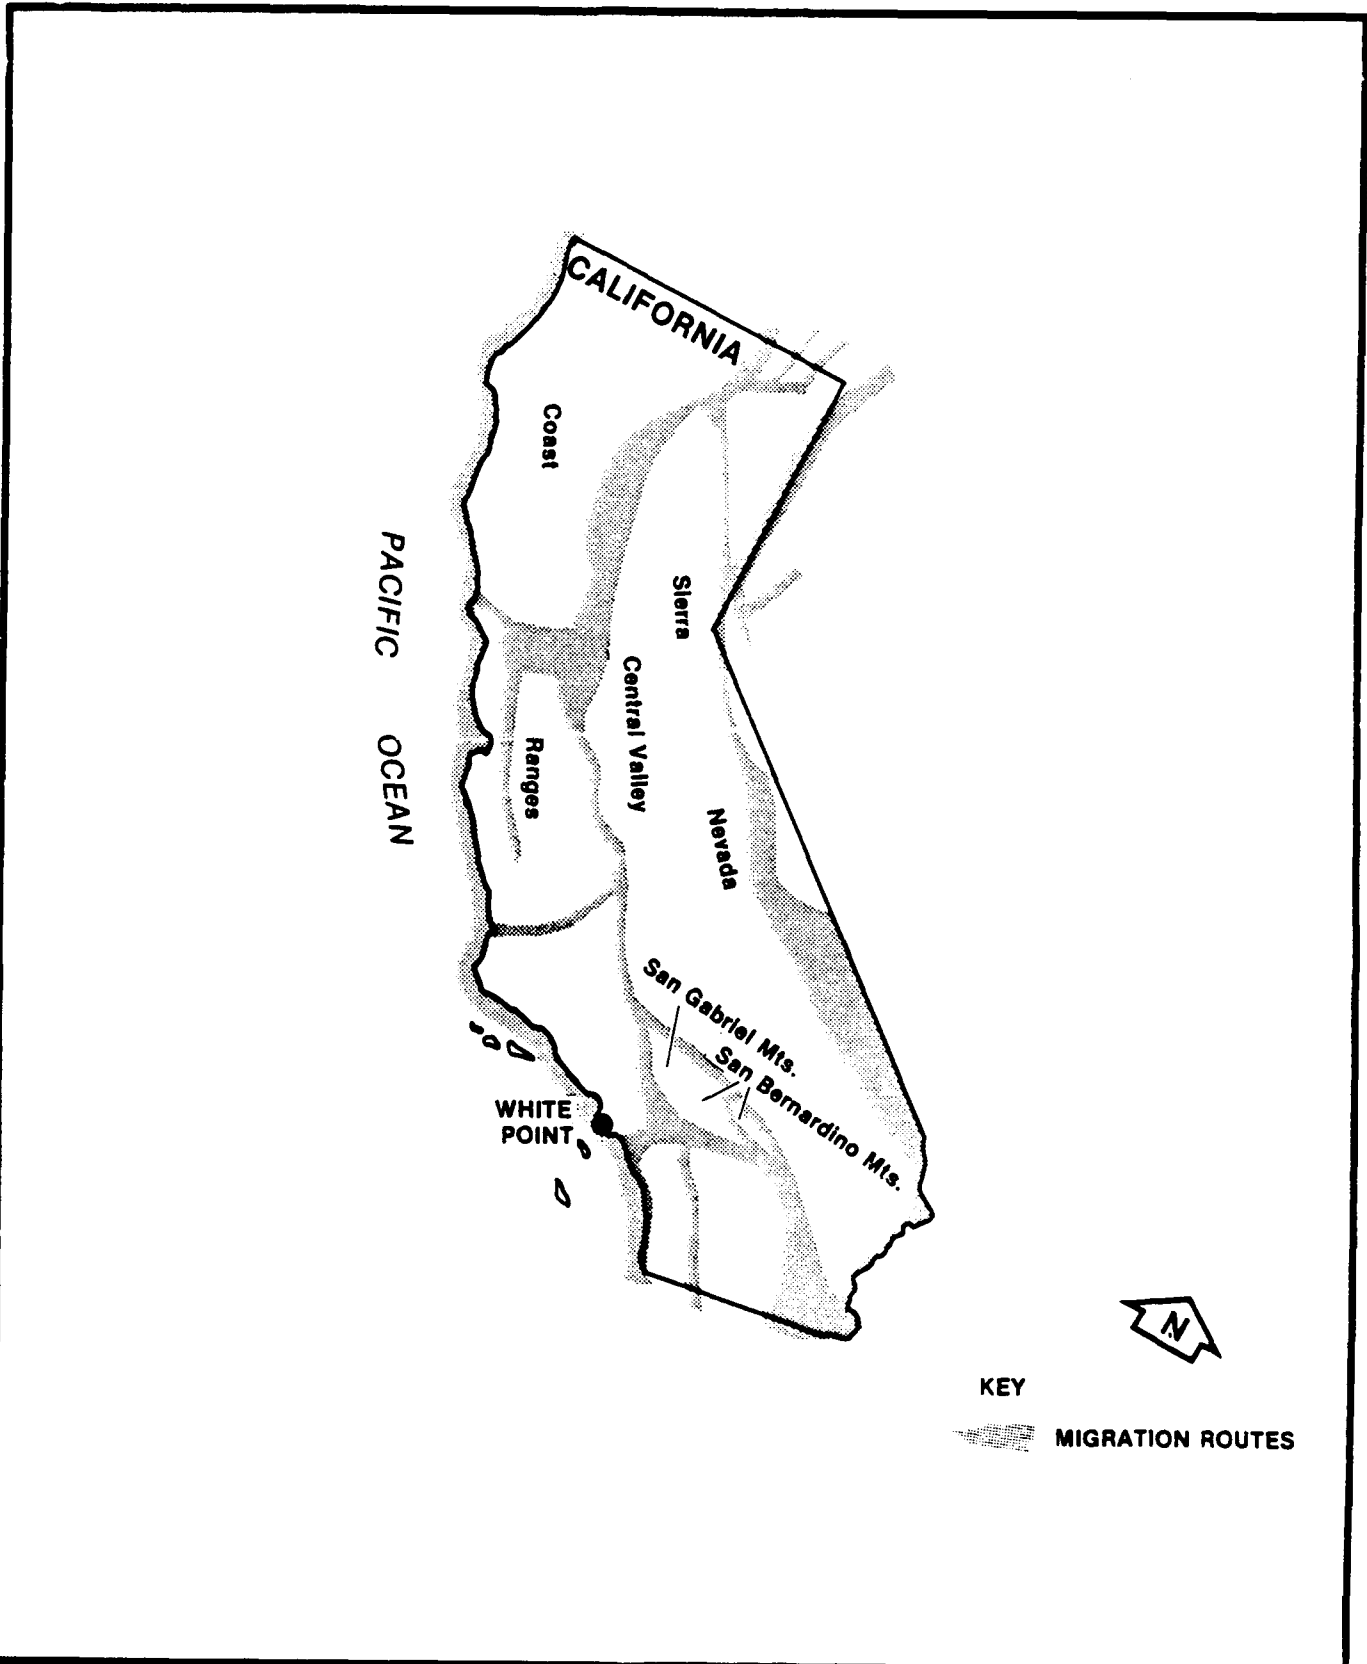 CALIFORNIA
Coast
PACIFIC OCEAN
Sierra
Central Valley
Ranges
Nevada
San Gabriel Mts.
San Bernardino Mts.
WHITE
POINT
N
KEY
MIGRATION ROUTES